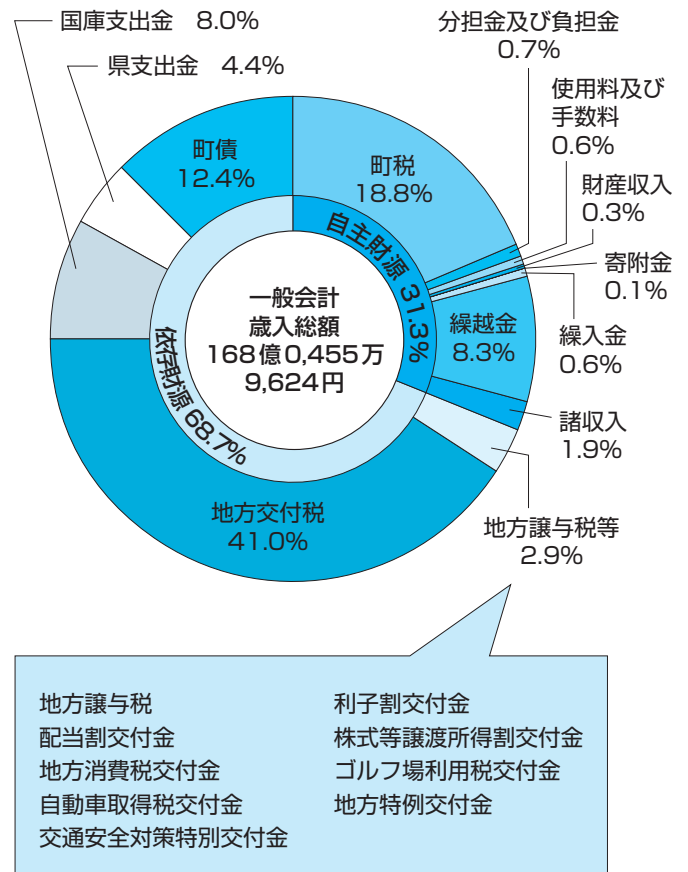 国庫支出金 8.0%
県支出金 4.4%
町債
12.4%
町税
18.8%
分担金及び負担金
0.7%
使用料及び
手数料
0.6%
財産収入
0.3%
寄附金
0.1%
繰入金
0.6%
繰越金
8.3%
諸収入
1.9%
地方譲与税等
2.9%
地方交付税
41.0%
自主財源 31.3%
依存財源 68.7%
一般会計
歳入総額
168億0,455万
9,624円
地方譲与税
利子割交付金
配当割交付金
株式等譲渡所得割交付金
地方消費税交付金
ゴルフ場利用税交付金
自動車取得税交付金
地方特例交付金
交通安全対策特別交付金